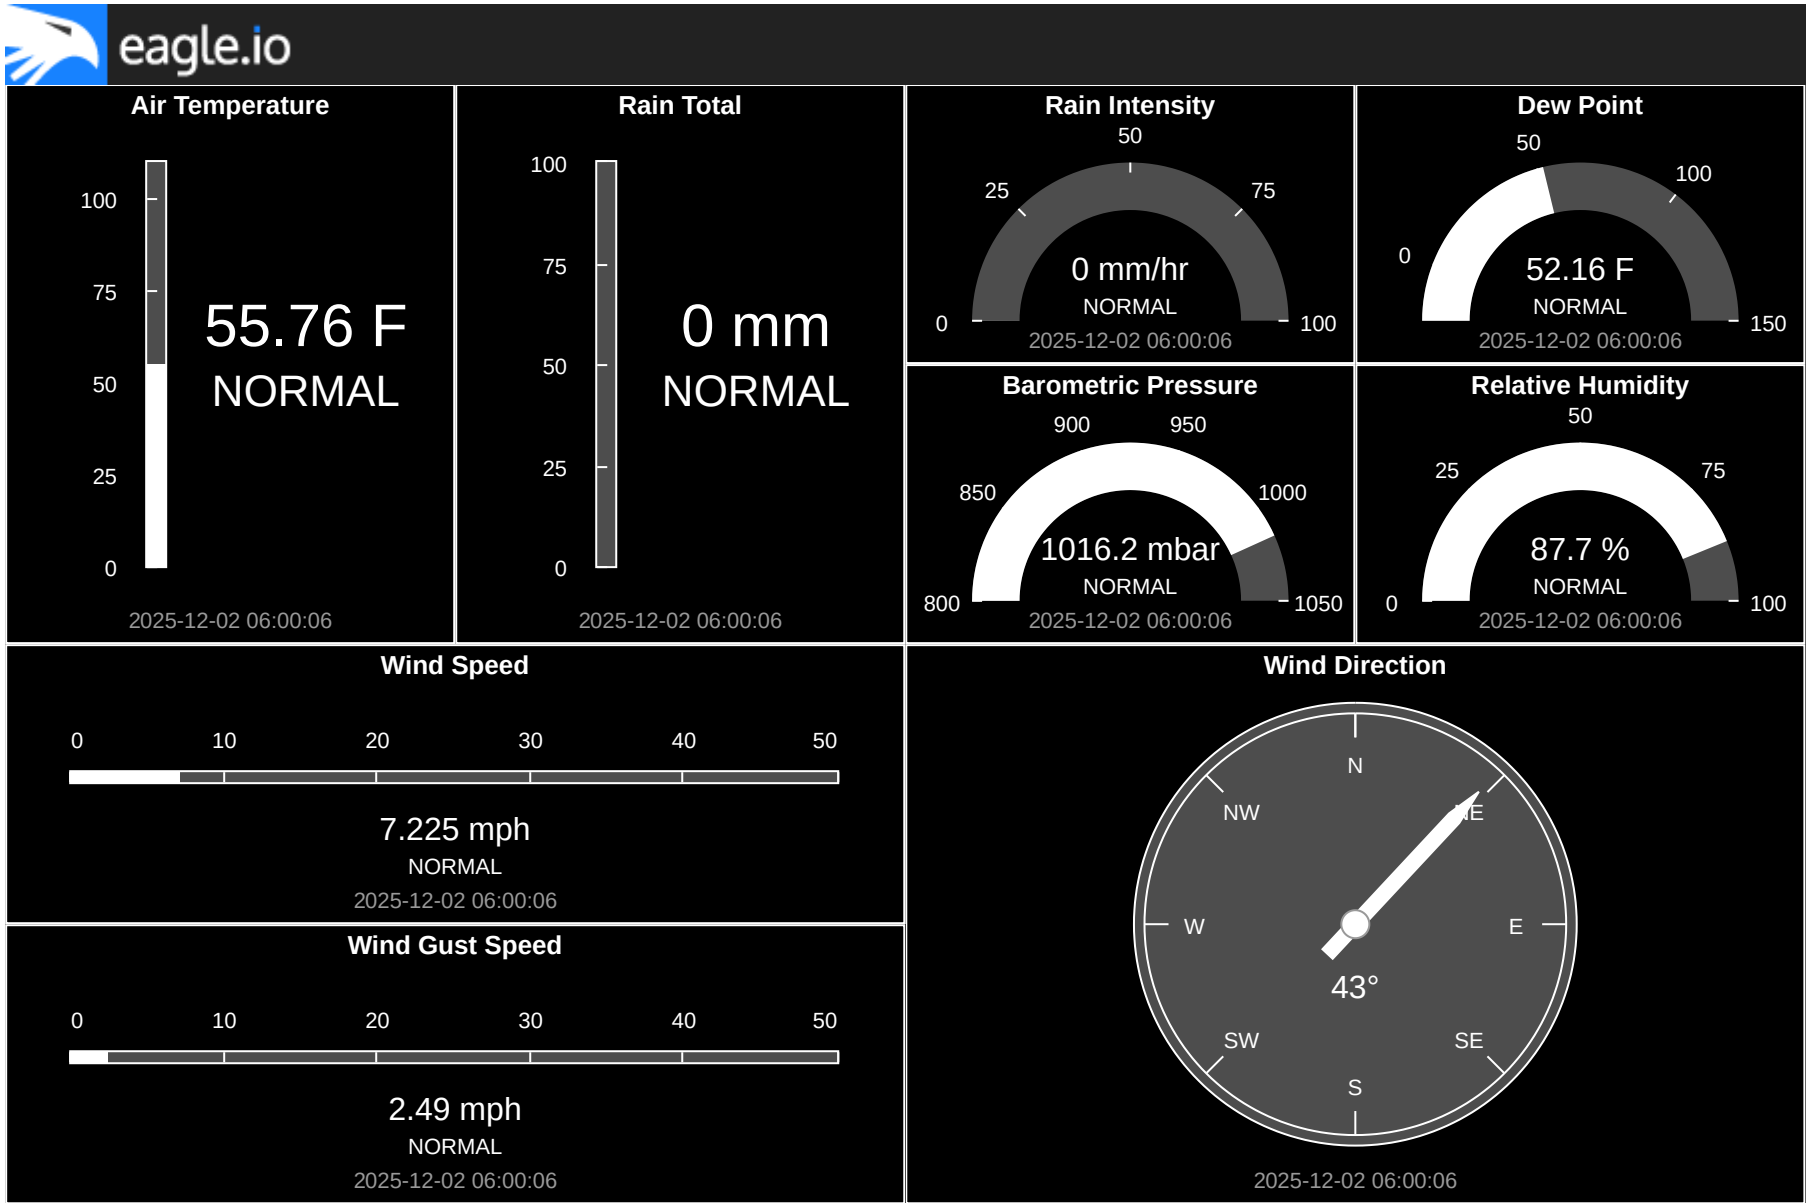 eagle.io
Air Temperature
100
75
50
25
0
55.76 F
NORMAL
2025-12-02 06:00:06
Rain Total
100
75
50
25
0
0 mm
NORMAL
2025-12-02 06:00:06
Rain Intensity
0
25
50
75
100
0 mm/hr
NORMAL
2025-12-02 06:00:06
Dew Point
0
50
100
150
52.16 F
NORMAL
2025-12-02 06:00:06
Barometric Pressure
800
850
900
950
1000
1050
1016.2 mbar
NORMAL
2025-12-02 06:00:06
Relative Humidity
0
25
50
75
100
87.7 %
NORMAL
2025-12-02 06:00:06
Wind Speed
0 10 20 30 40 50
7.225 mph
NORMAL
2025-12-02 06:00:06
Wind Gust Speed
0 10 20 30 40 50
2.49 mph
NORMAL
2025-12-02 06:00:06
Wind Direction
N
NW NE
W E
43°
SW SE
S
2025-12-02 06:00:06